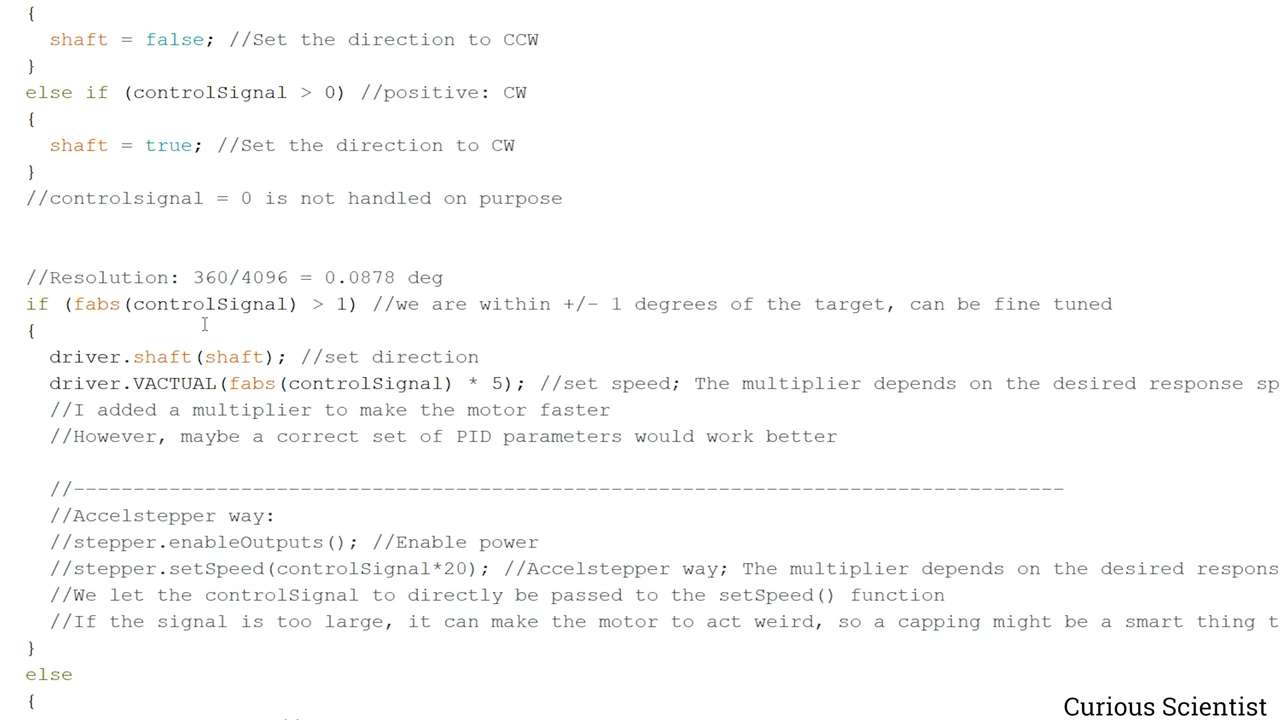 {
shaft = false; //Set the direction to CCW
}
else if (controlSignal > 0) //positive: CW
{
shaft = true; //Set the direction to CW
}
//controlsignal = 0 is not handled on purpose
//Resolution: 360/4096 = 0.0878 deg
if (fabs(controlSignal) > 1) //we are within +/- 1 degrees of the target, can be fine tuned
{
driver.shaft(shaft); //set direction
driver.VACTUAL(fabs(controlSignal) * 5); //set speed; The multiplier depends on the desired response sp
//I added a multiplier to make the motor faster
//However, maybe a correct set of PID parameters would work better
//-----------------------------------------------------------------------------------
//Accelstepper way:
//stepper.enableOutputs(); //Enable power
//stepper.setSpeed(controlSignal*20); //Accelstepper way; The multiplier depends on the desired respons
//We let the controlSignal to directly be passed to the setSpeed() function
//If the signal is too large, it can make the motor to act weird, so a capping might be a smart thing t
}
else
{
Curious Scientist